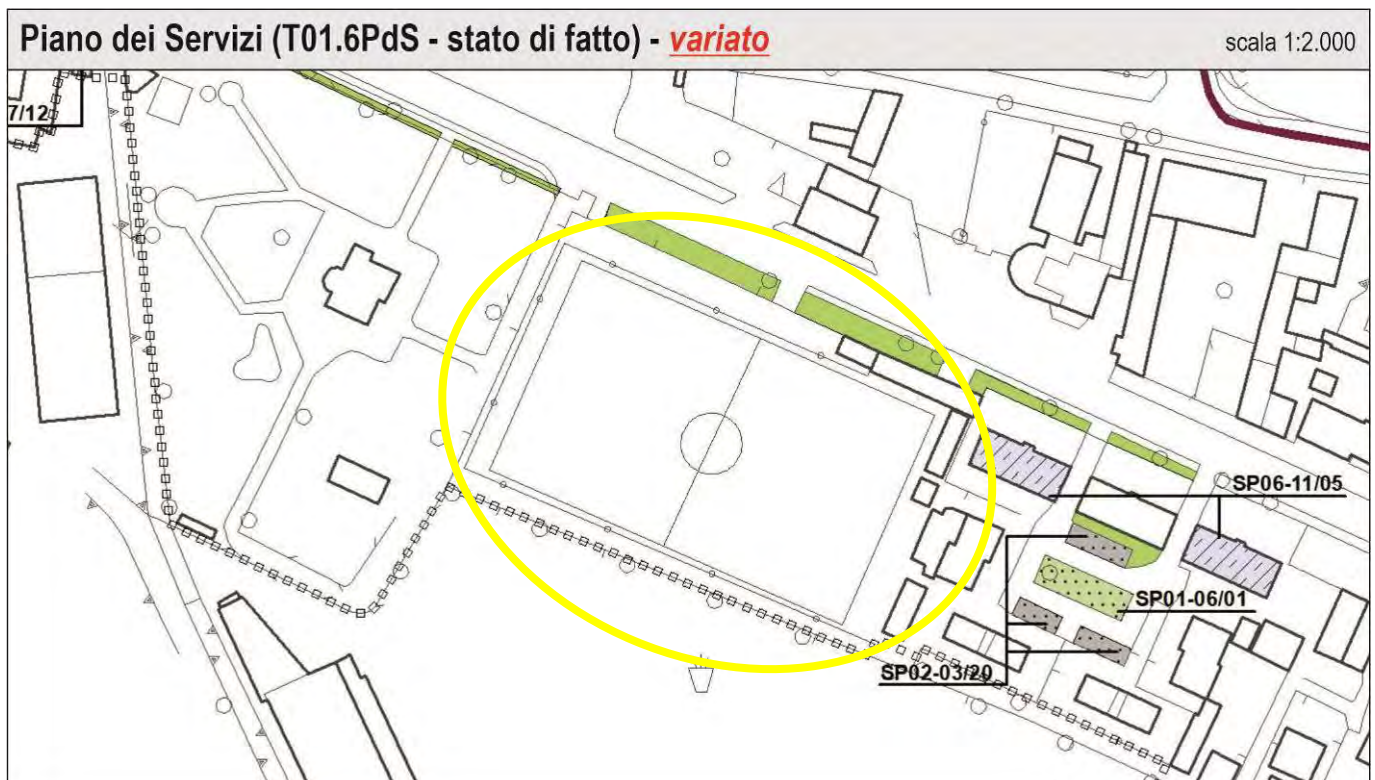 Piano dei Servizi (T01.6PdS - stato di fatto) - variato
scala 1:2.000
7/12
SP06-11/05
SP01-06/01
SP02-03/20